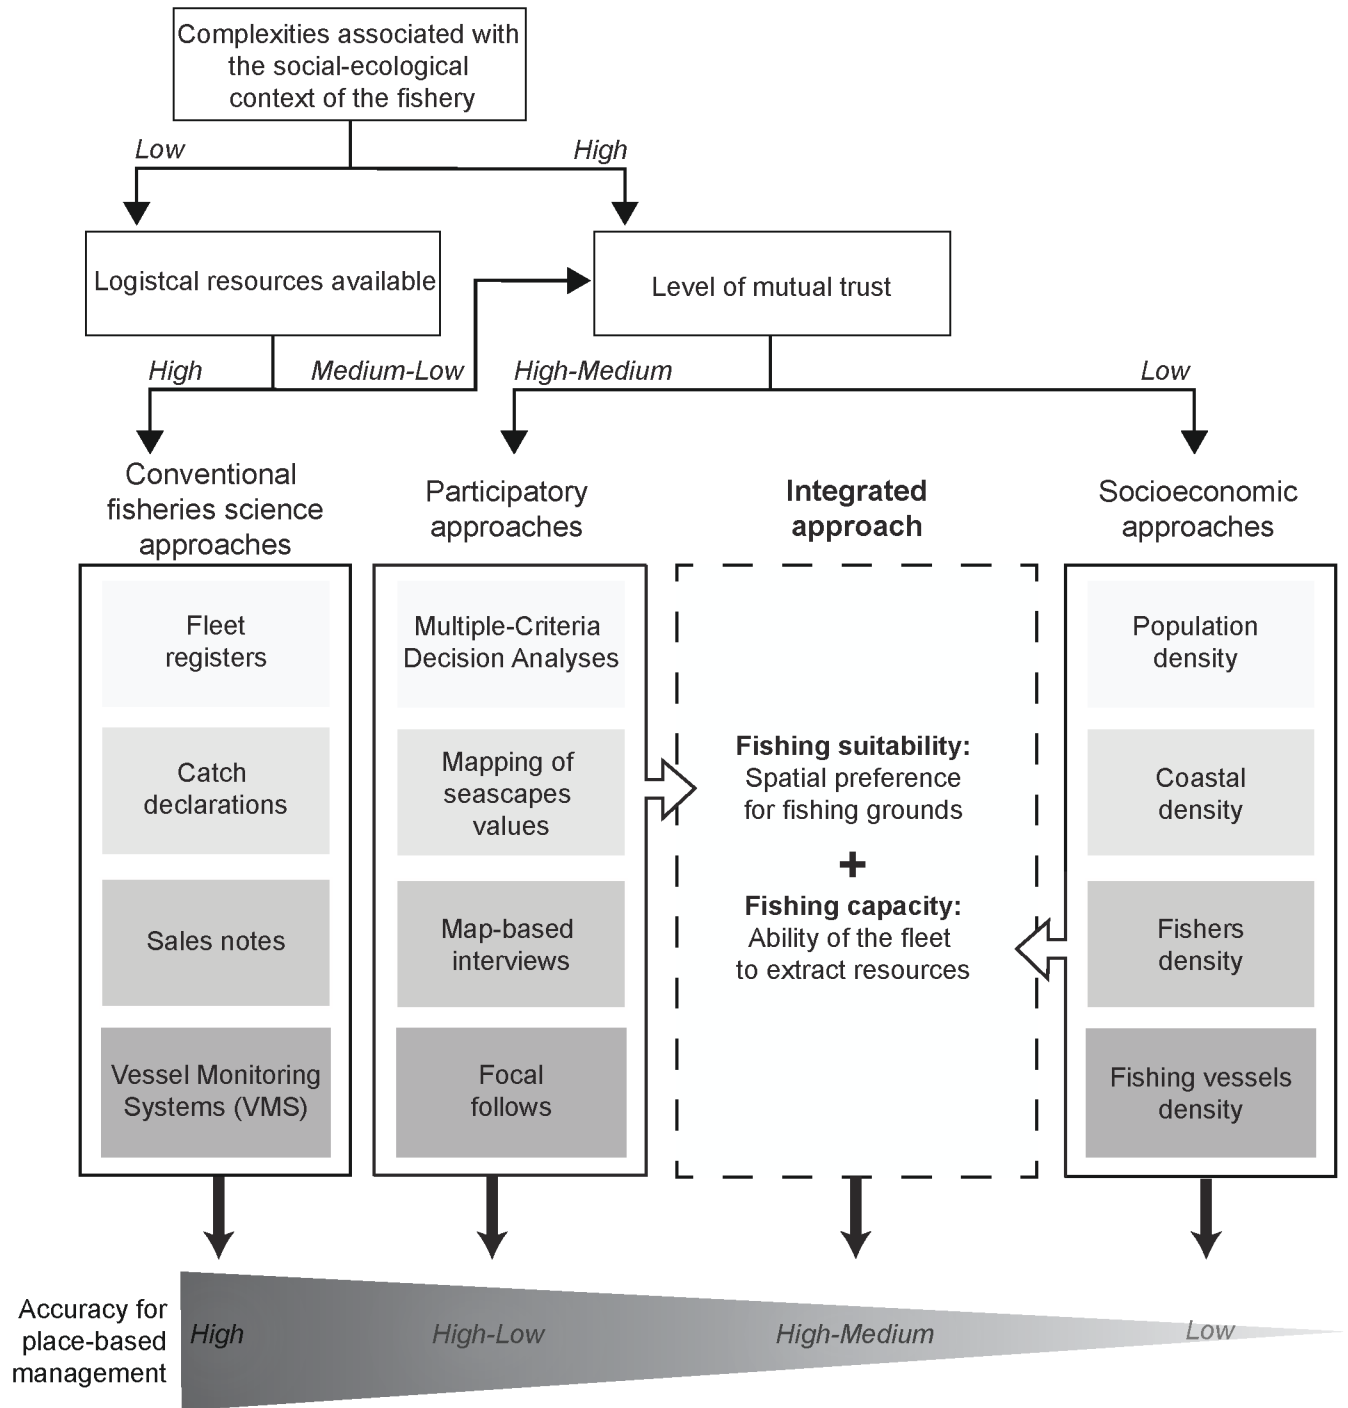 Complexities associated with
the social-ecological
context of the fishery
Low
High
Logistcal resources available
Level of mutual trust
High
Medium-Low
High-Medium
Low
Conventional
fisheries science
approaches
Participatory
approaches
Integrated
approach
Socioeconomic
approaches
Fleet
registers
Catch
declarations
Sales notes
Vessel Monitoring
Systems (VMS)
Multiple-Criteria
Decision Analyses
Mapping of
seascapes
values
Map-based
interviews
Focal
follows
Fishing suitability:
Spatial preference
for fishing grounds
+
Fishing capacity:
Ability of the fleet
to extract resources
Population
density
Coastal
density
Fishers
density
Fishing vessels
density
Accuracy for
place-based
management
High
High-Low
High-Medium
Low